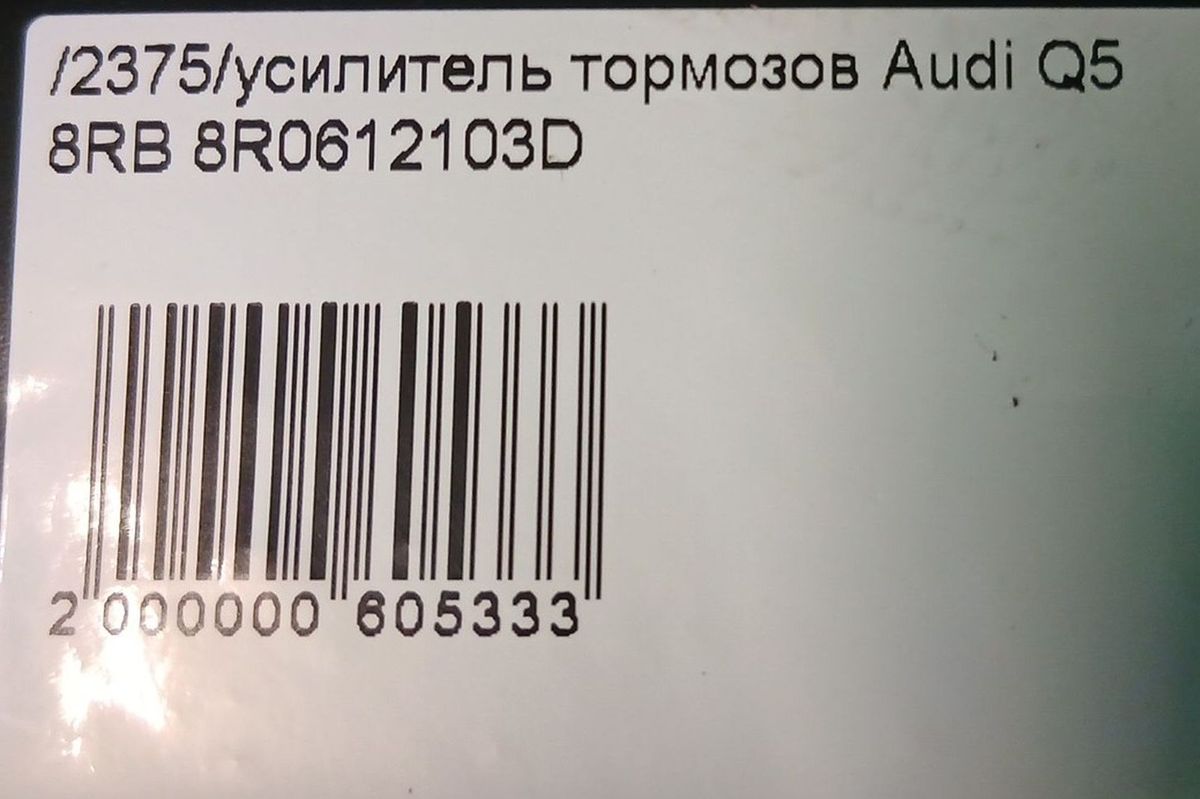 /2375/усилитель тормозов Audi Q5
8RB 8R0612103D
2 000000 605333